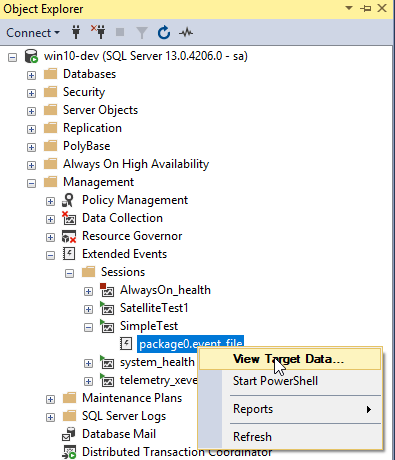 Object Explorer
Connect
win10-dev (SQL Server 13.0.4206.0 - sa)
Databases
Security
Server Objects
Replication
PolyBase
Always On High Availability
Management
Policy Management
Data Collection
Resource Governor
Extended Events
Sessions
AlwaysOn_health
SatelliteTest1
SimpleTest
package0.event_file
View Target Data...
system_health
Start PowerShell
telemetry_xeve
Maintenance Plans
Reports
SQL Server Logs
Database Mail
Refresh
Distributed Transaction Coordinator